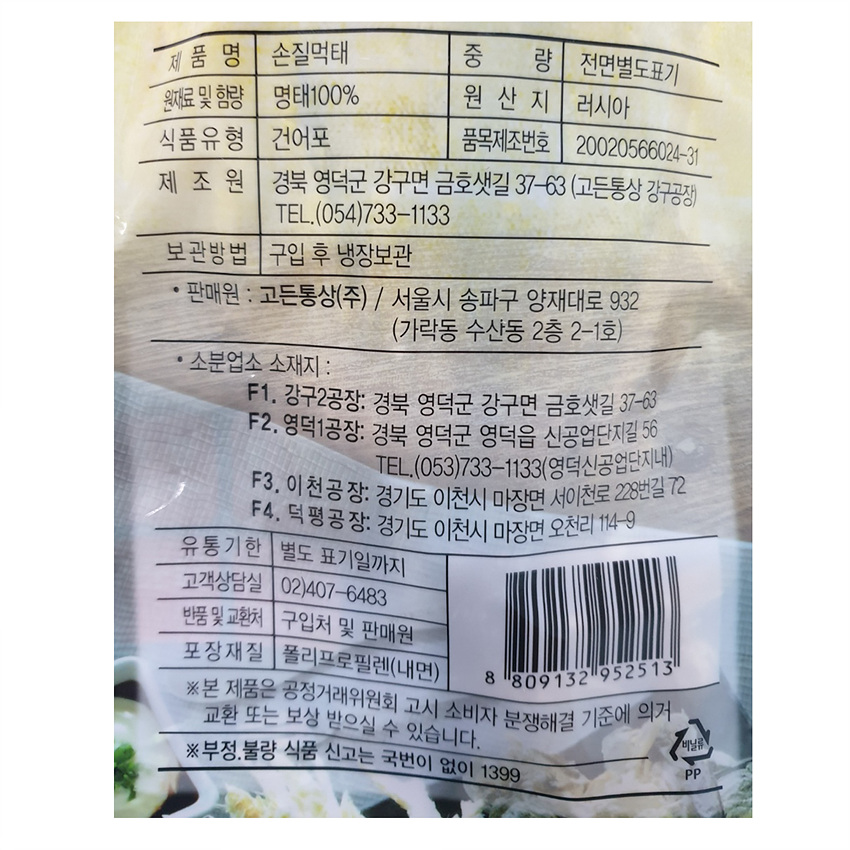 제품명 손질먹태 중량 전면별도표기
원재료 및 함량 명태100% 원산지 러시아
식품유형 건어포 품목제조번호 20020566024-31
제조원 경북 영덕군 강구면 금호샛길 37-63 (고든통상 강구공장)
TEL.(054)733-1133
보관방법 구입 후 냉장보관
• 판매원 : 고든통상(주) / 서울시 송파구 양재대로 932
(가락동 수산동 2층 2-1호)
• 소분업소 소재지 :
F1. 강구2공장: 경북 영덕군 강구면 금호샛길 37-63
F2. 영덕1공장: 경북 영덕군 영덕읍 신공업단지길 56
TEL.(053)733-1133(영덕신공업단지내)
F3. 이천공장: 경기도 이천시 마장면 서이천로 228번길 72
F4. 덕평공장: 경기도 이천시 마장면 오천리 114-9
유통기한 별도 표기일까지
고객상담실 02)407-6483
반품 및 교환처 구입처 및 판매원
포장재질 폴리프로필렌(내면)
8 809132 952513
※본 제품은 공정거래위원회 고시 소비자 분쟁해결 기준에 의거
교환 또는 보상 받으실 수 있습니다.
※부정.불량 식품 신고는 국번이 없이 1399
비닐류
PP